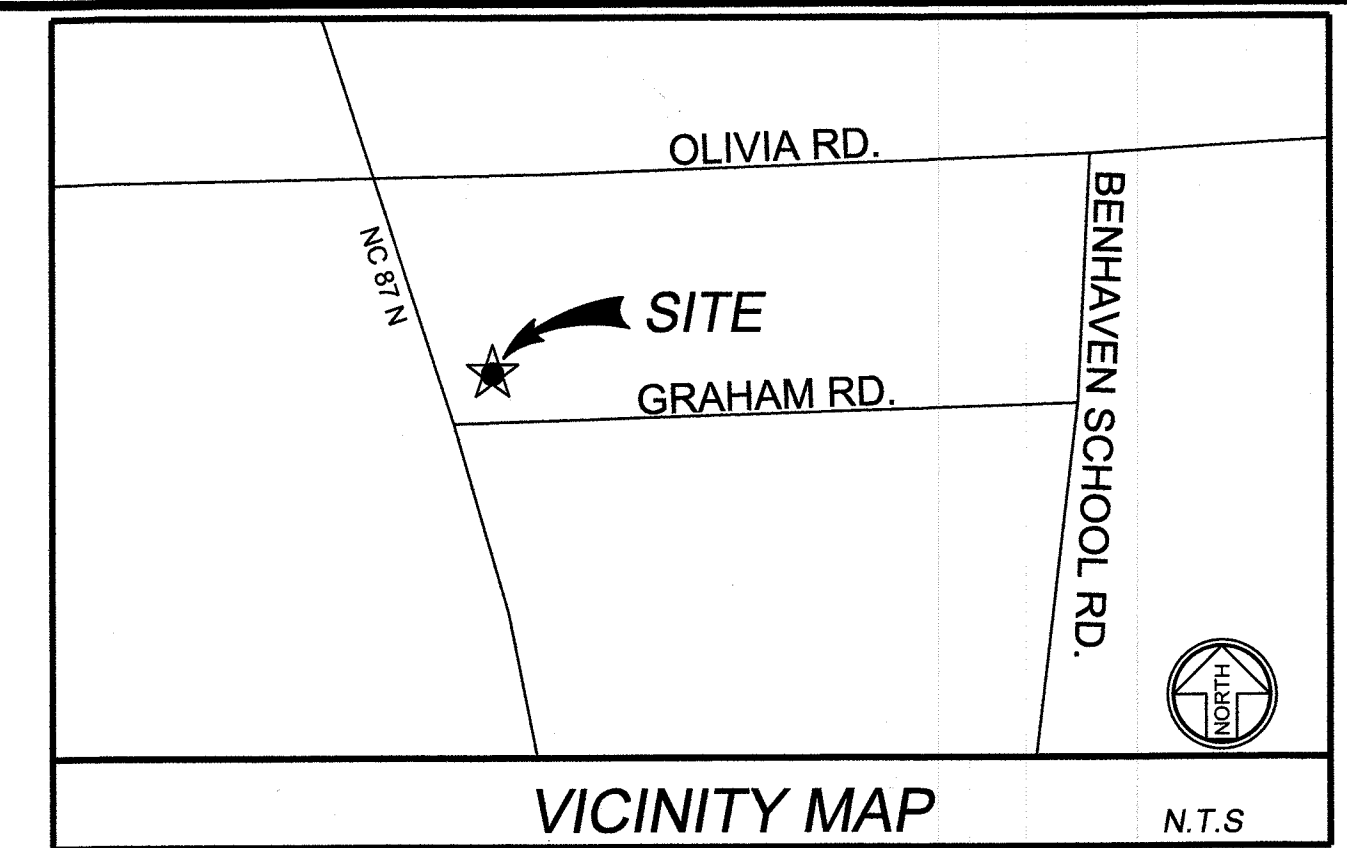 OLIVIA RD.
NC 87 N
BENHAVEN SCHOOL RD.
SITE
GRAHAM RD.
NORTH
VICINITY MAP
N.T.S